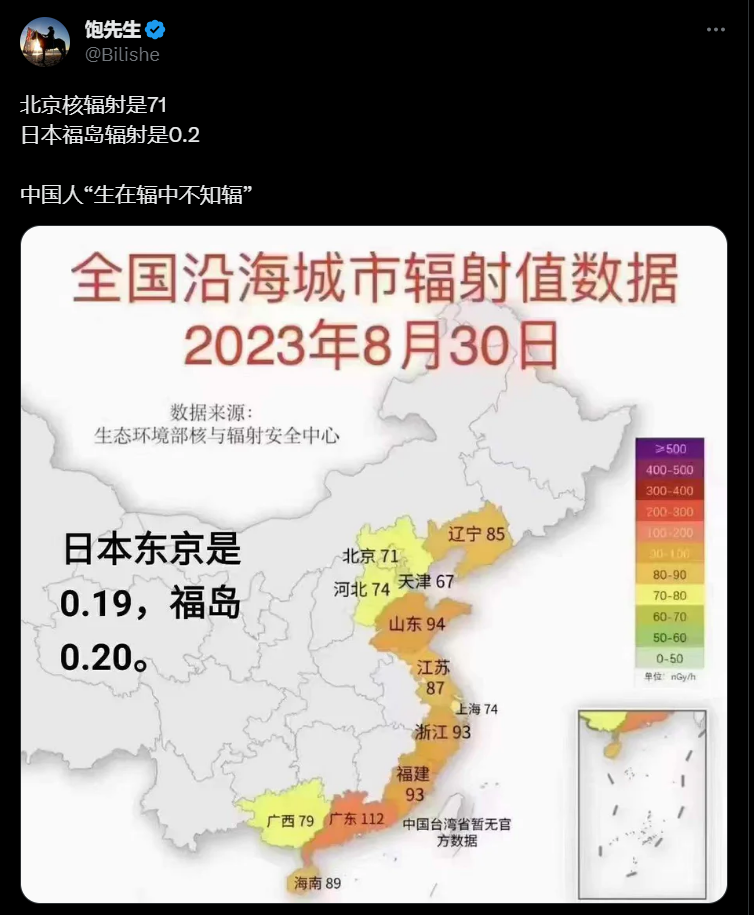 饱先生
@Bilishe
北京核辐射是71
日本福岛辐射是0.2
中国人“生在辐中不知辐”
全国沿海城市辐射值数据
2023年8月30日
数据来源：
生态环境部核与辐射安全中心
≥500
400-500
300-400
200-300
100-200
90-100
80-90
70-80
60-70
50-60
0-50
单位：nGy/h
日本东京是
0.19，福岛
0.20。
辽宁 85
北京 71
天津 67
河北 74
山东 94
江苏
87
上海 74
浙江 93
福建
93
广西 79
广东 112
中国台湾省暂无官
方数据
海南 89